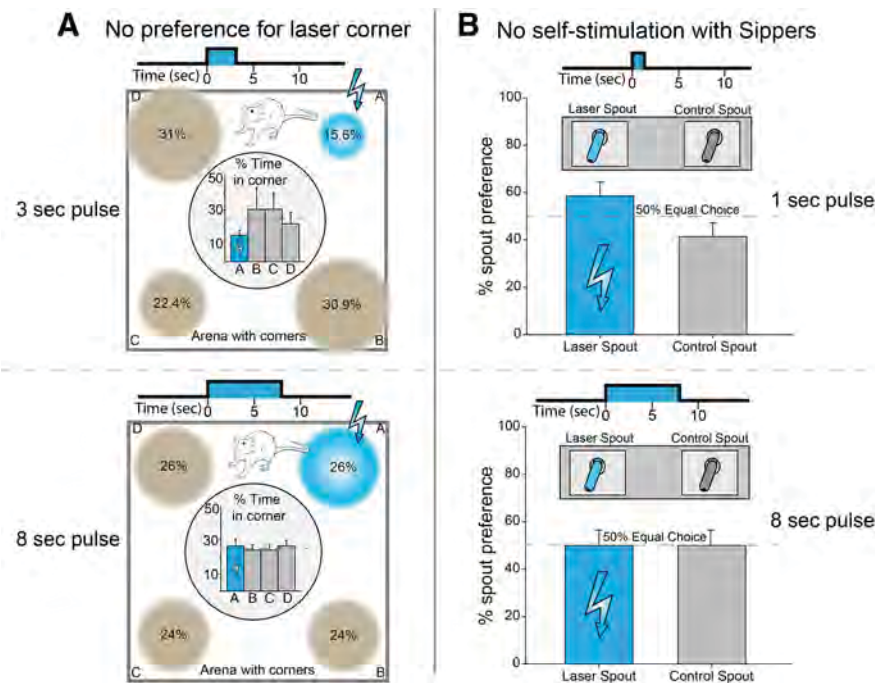 A No preference for laser corner
Time (sec) 0 5 10
D A
31% 15.6%
% Time
in corner
50
30
10
A B C D
3 sec pulse
22.4% 30.9%
C Arena with corners B
Time (sec) 0 5 10
D A
26% 26%
% Time
in corner
50
30
10
A B C D
8 sec pulse
24% 24%
C Arena with corners B
B No self-stimulation with Sippers
Time (sec) 0 5 10
100
80
60
40
20
0
% spout preference
Laser Spout Control Spout
50% Equal Choice
1 sec pulse
Laser Spout Control Spout
Time (sec) 0 5 10
100
80
60
40
20
0
% spout preference
Laser Spout Control Spout
50% Equal Choice
8 sec pulse
Laser Spout Control Spout